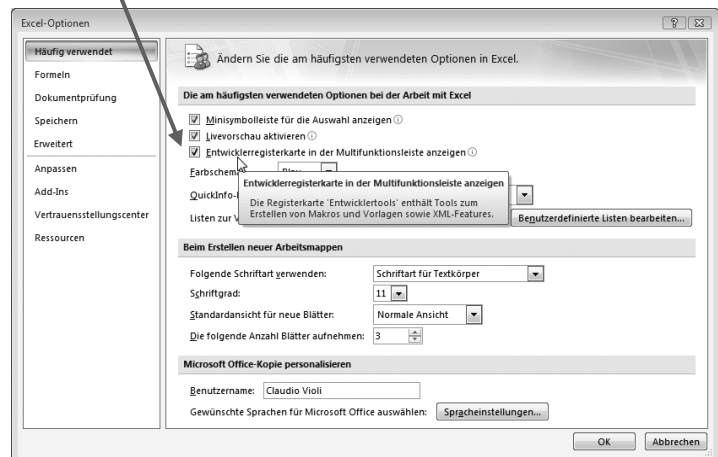 Excel-Optionen
Häufig verwendet
Formeln
Dokumentprüfung
Speichern
Erweitert
Anpassen
Add-Ins
Vertrauensstellungscenter
Ressourcen
Ändern Sie die am häufigsten verwendeten Optionen in Excel.
Die am häufigsten verwendeten Optionen bei der Arbeit mit Excel
Minisymbolleiste für die Auswahl anzeigen
Livevorschau aktivieren
Entwicklerregisterkarte in der Multifunktionsleiste anzeigen
Farbschema
Entwicklerregisterkarte in der Multifunktionsleiste anzeigen
Die Registerkarte 'Entwicklertools' enthält Tools zum
Erstellen von Makros und Vorlagen sowie XML-Features.
Listen zur
Benutzerdefinierte Listen bearbeiten...
Beim Erstellen neuer Arbeitsmappen
Folgende Schriftart verwenden: Schriftart für Textkörper
Schriftgrad: 11
Standardansicht für neue Blätter: Normale Ansicht
Die folgende Anzahl Blätter aufnehmen: 3
Microsoft Office-Kopie personalisieren
Benutzername: Claudio Violi
Gewünschte Sprachen für Microsoft Office auswählen: Spracheinstellungen...
OK Abbrechen